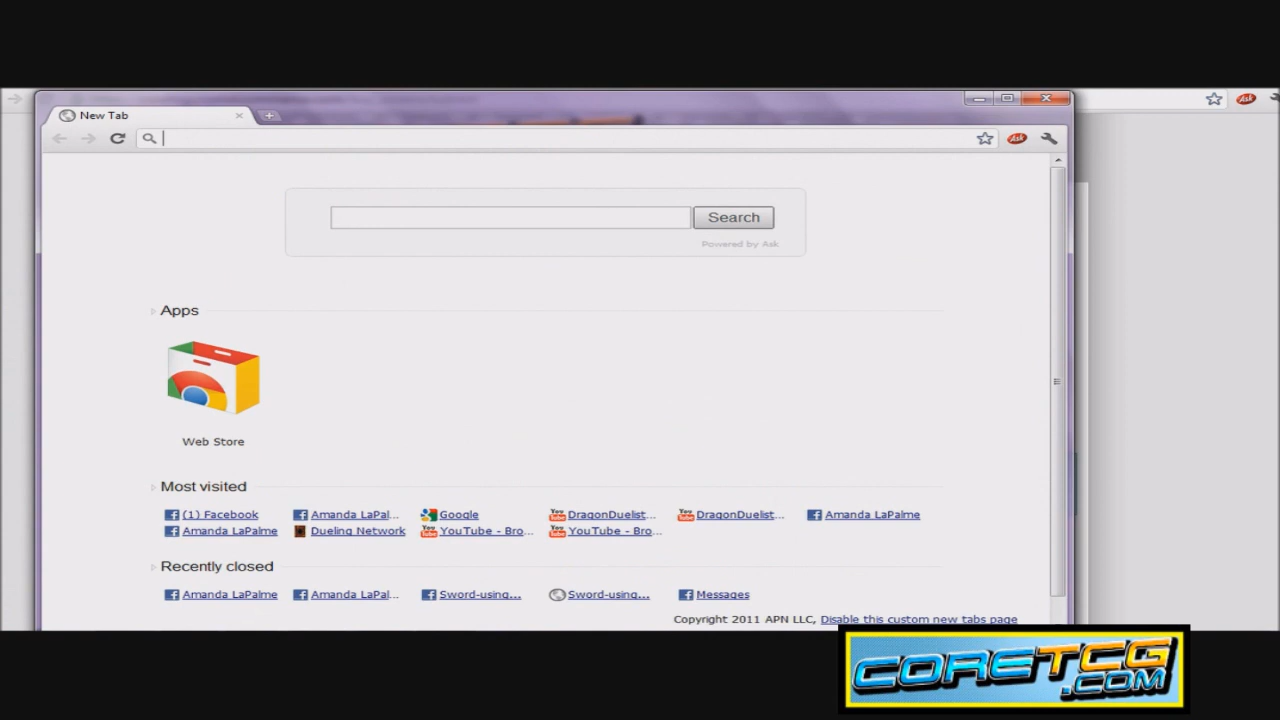 New Tab
Ask
Ask
Search
Powered by Ask
Apps
Web Store
Most visited
(1) Facebook Amanda LaPal... Google DragonDuelist... DragonDuelist... Amanda LaPalme
Amanda LaPalme Dueling Network YouTube - Bro... YouTube - Bro...
Recently closed
Amanda LaPalme Amanda LaPal... Sword-using... Sword-using... Messages
Copyright 2011 APN LLC, Disable this custom new tabs page
CORETCG
.COM